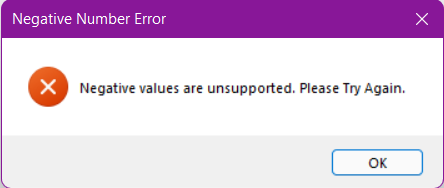 Negative Number Error
Negative values are unsupported. Please Try Again.
OK